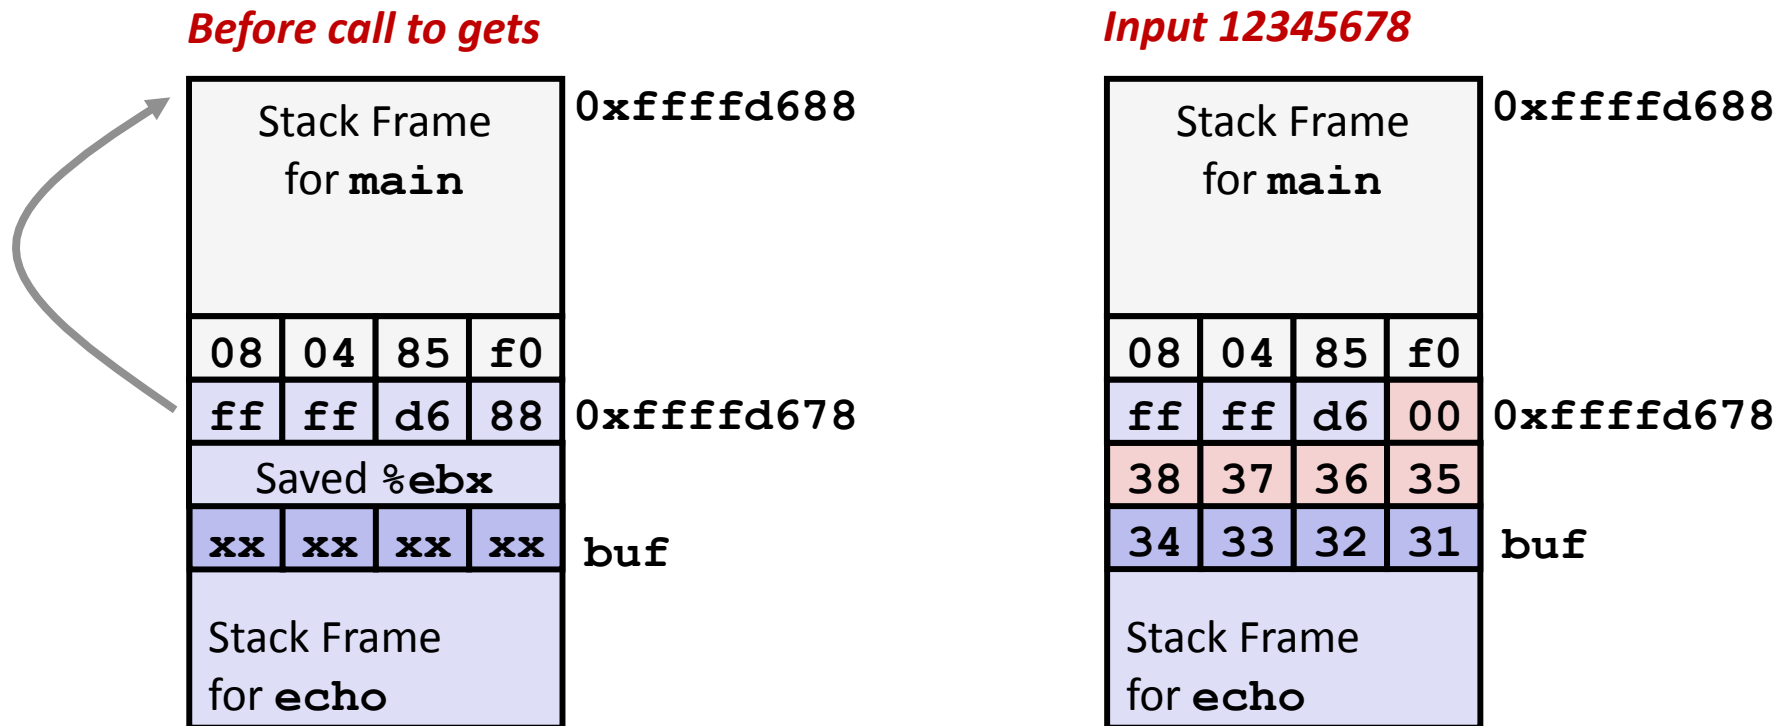 Before call to gets
Stack Frame
for main
0xffffd688
08 04 85 f0
ff ff d6 88
0xffffd678
Saved %ebx
xx xx xx xx
buf
Stack Frame
for echo
Input 12345678
Stack Frame
for main
0xffffd688
08 04 85 f0
ff ff d6 00
0xffffd678
38 37 36 35
34 33 32 31
buf
Stack Frame
for echo